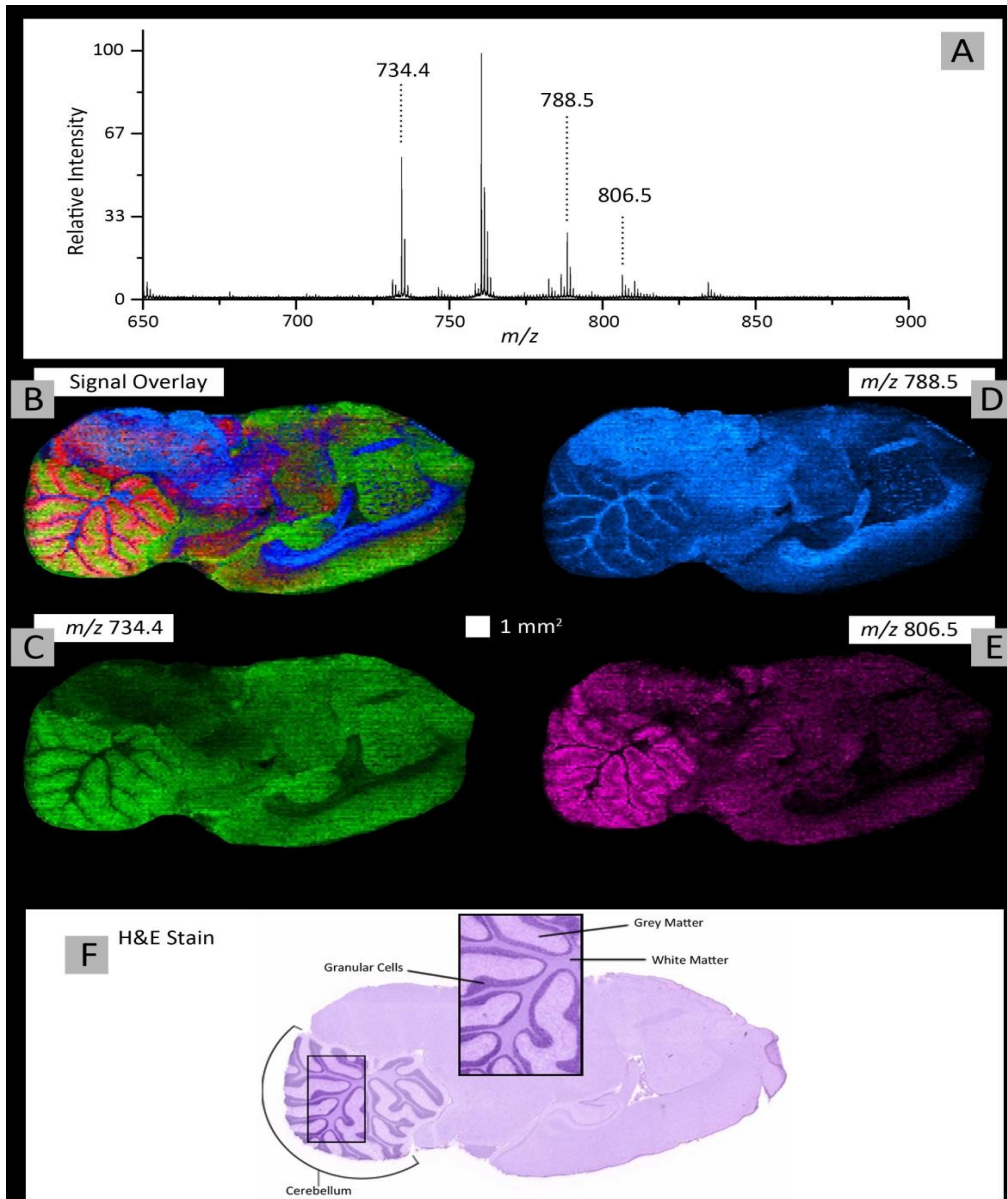 A
100
67
33
0
Relative Intensity
734.4
788.5
806.5
650
700
750
800
850
900
m/z
B
Signal Overlay
m/z 788.5
D
C
m/z 734.4
1 mm²
m/z 806.5
E
F
H&E Stain
Grey Matter
White Matter
Granular Cells
Cerebellum